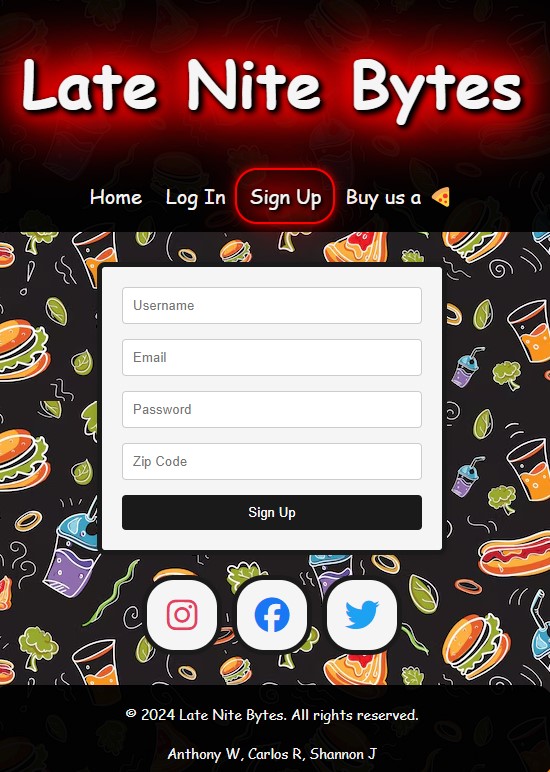 Late Nite Bytes
Home Log In Sign Up Buy us a 🍕
Username
Email
Password
Zip Code
Sign Up
© 2024 Late Nite Bytes. All rights reserved.
Anthony W, Carlos R, Shannon J